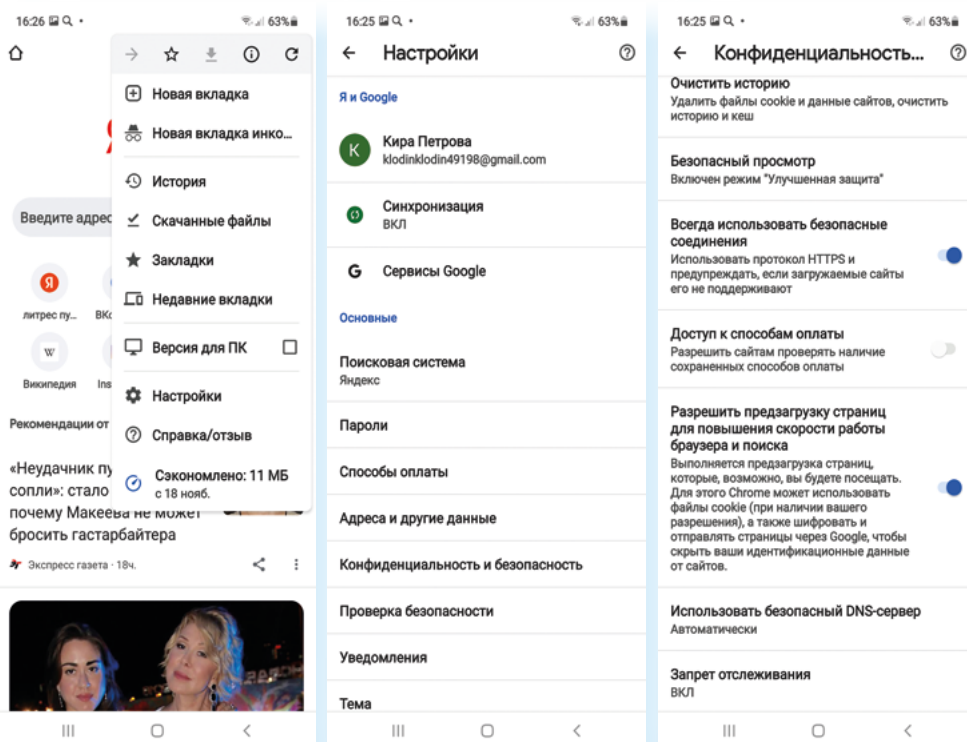 16:26 63%
Новая вкладка
Новая вкладка инко...
История
Скачанные файлы
Введите адрес
Закладки
Недавние вкладки
литрес пу...
Версия для ПК
Википедия
Ins
Настройки
Рекомендации от
Справка/отзыв
«Неудачник пу
Сэкономлено: 11 МБ
сопли»: стало
с 18 нояб.
почему Макеева не может
бросить гастарбайтера
Экспресс газета · 18ч.
16:25 63%
Настройки
Я и Google
К
Кира Петрова
klodinklodin49198@gmail.com
Синхронизация
ВКЛ
G Сервисы Google
Основные
Поисковая система
Яндекс
Пароли
Способы оплаты
Адреса и другие данные
Конфиденциальность и безопасность
Проверка безопасности
Уведомления
Тема
16:25 63%
Конфиденциальность...
Очистить историю
Удалить файлы cookie и данные сайтов, очистить
историю и кеш
Безопасный просмотр
Включен режим "Улучшенная защита"
Всегда использовать безопасные
соединения
Использовать протокол HTTPS и
предупреждать, если загружаемые сайты
его не поддерживают
Доступ к способам оплаты
Разрешить сайтам проверять наличие
сохраненных способов оплаты
Разрешить предзагрузку страниц
для повышения скорости работы
браузера и поиска
Выполняется предзагрузка страниц,
которые, возможно, вы будете посещать.
Для этого Chrome может использовать
файлы cookie (при наличии вашего
разрешения), а также шифровать и
отправлять страницы через Google, чтобы
скрыть ваши идентификационные данные
от сайтов.
Использовать безопасный DNS-сервер
Автоматически
Запрет отслеживания
ВКЛ